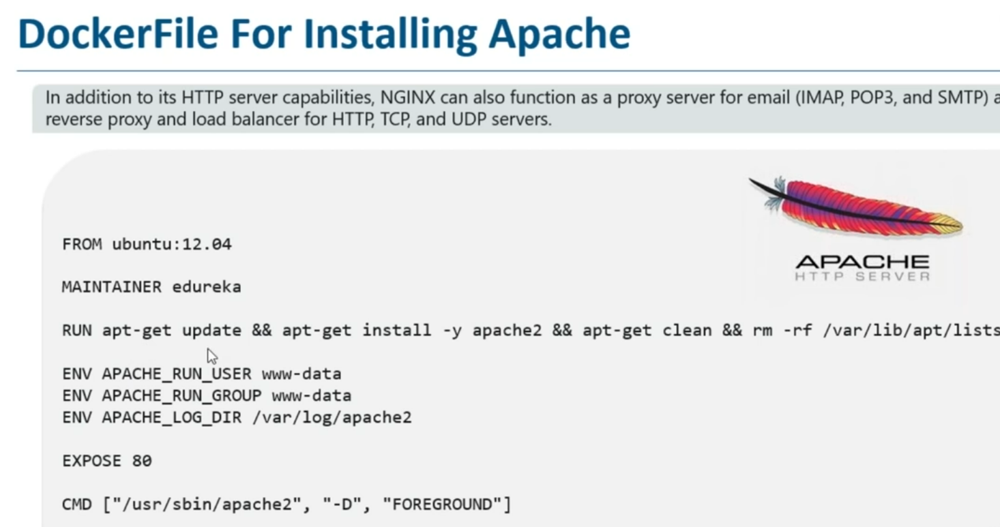 DockerFile For Installing Apache
In addition to its HTTP server capabilities, NGINX can also function as a proxy server for email (IMAP, POP3, and SMTP) a
reverse proxy and load balancer for HTTP, TCP, and UDP servers.
APACHE
HTTP SERVER
FROM ubuntu:12.04
MAINTAINER edureka
RUN apt-get update && apt-get install -y apache2 && apt-get clean && rm -rf /var/lib/apt/lists
ENV APACHE_RUN_USER www-data
ENV APACHE_RUN_GROUP www-data
ENV APACHE_LOG_DIR /var/log/apache2
EXPOSE 80
CMD ["/usr/sbin/apache2", "-D", "FOREGROUND"]